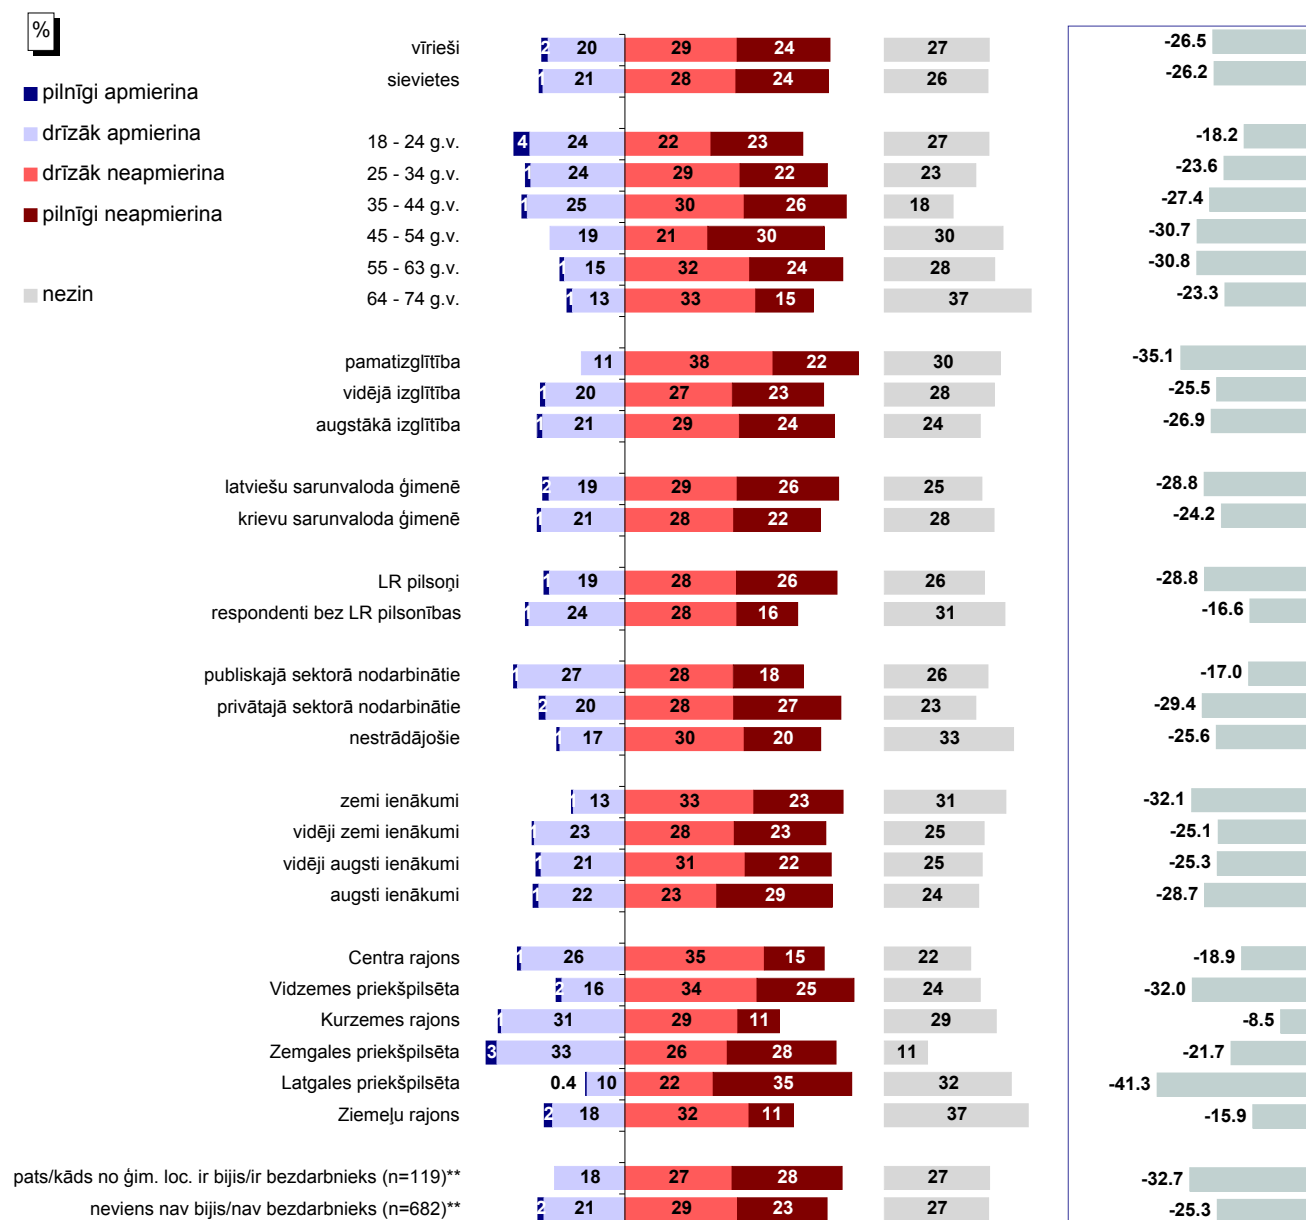 %
pilnīgi apmierina
drīzāk apmierina
drīzāk neapmierina
pilnīgi neapmierina
nezin
vīrieši 2 20 29 24 27 -26.5
sievietes 1 21 28 24 26 -26.2
18 - 24 g.v. 4 24 22 23 27 -18.2
25 - 34 g.v. 1 24 29 22 23 -23.6
35 - 44 g.v. 1 25 30 26 18 -27.4
45 - 54 g.v. 19 21 30 30 -30.7
55 - 63 g.v. 1 15 32 24 28 -30.8
64 - 74 g.v. 1 13 33 15 37 -23.3
pamatizglītība 11 38 22 30 -35.1
vidējā izglītība 1 20 27 23 28 -25.5
augstākā izglītība 1 21 29 24 24 -26.9
latviešu sarunvaloda ģimenē 2 19 29 26 25 -28.8
krievu sarunvaloda ģimenē 1 21 28 22 28 -24.2
LR pilsoņi 1 19 28 26 26 -28.8
respondenti bez LR pilsonības 1 24 28 16 31 -16.6
publiskajā sektorā nodarbinātie 1 27 28 18 26 -17.0
privātajā sektorā nodarbinātie 2 20 28 27 23 -29.4
nestrādājošie 1 17 30 20 33 -25.6
zemi ienākumi 1 13 33 23 31 -32.1
vidēji zemi ienākumi 1 23 28 23 25 -25.1
vidēji augsti ienākumi 1 21 31 22 25 -25.3
augsti ienākumi 1 22 23 29 24 -28.7
Centra rajons 1 26 35 15 22 -18.9
Vidzemes priekšpilsēta 2 16 34 25 24 -32.0
Kurzemes rajons 1 31 29 11 29 -8.5
Zemgales priekšpilsēta 3 33 26 28 11 -21.7
Latgales priekšpilsēta 0.4 10 22 35 32 -41.3
Ziemeļu rajons 2 18 32 11 37 -15.9
pats/kāds no ģim. loc. ir bijis/ir bezdarbnieks (n=119)** 18 27 28 27 -32.7
neviens nav bijis/nav bezdarbnieks (n=682)** 2 21 29 23 27 -25.3